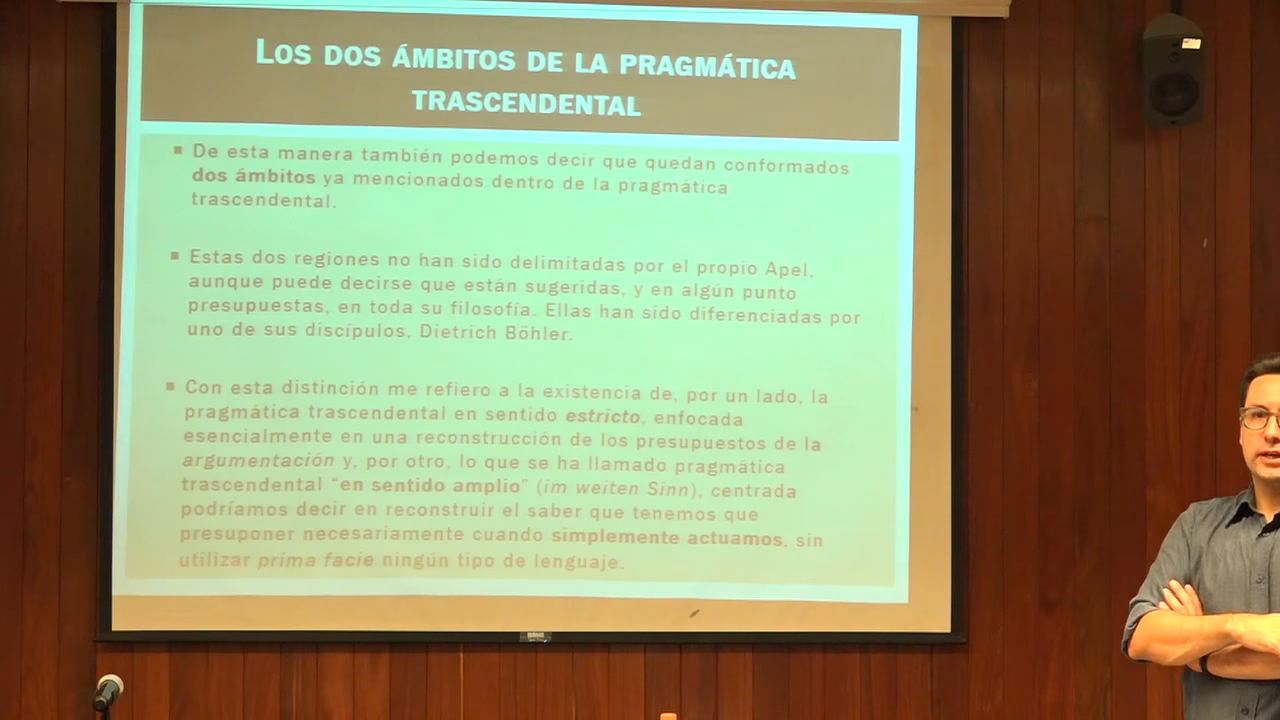 LOS DOS ÁMBITOS DE LA PRAGMÁTICA
TRASCENDENTAL
De esta manera también podemos decir que quedan conformados
dos ámbitos ya mencionados dentro de la pragmática
trascendental.
Estas dos regiones no han sido delimitadas por el propio Apel,
aunque puede decirse que están sugeridas, y en algún punto
presupuestas, en toda su filosofía. Ellas han sido diferenciadas por
uno de sus discípulos, Dietrich Böhler.
Con esta distinción me refiero a la existencia de, por un lado, la
pragmática trascendental en sentido estricto, enfocada
esencialmente en una reconstrucción de los presupuestos de la
argumentación y, por otro, lo que se ha llamado pragmática
trascendental “en sentido amplio” (im weiten Sinn), centrada
podríamos decir en reconstruir el saber que tenemos que
presuponer necesariamente cuando simplemente actuamos, sin
utilizar prima facie ningún tipo de lenguaje.